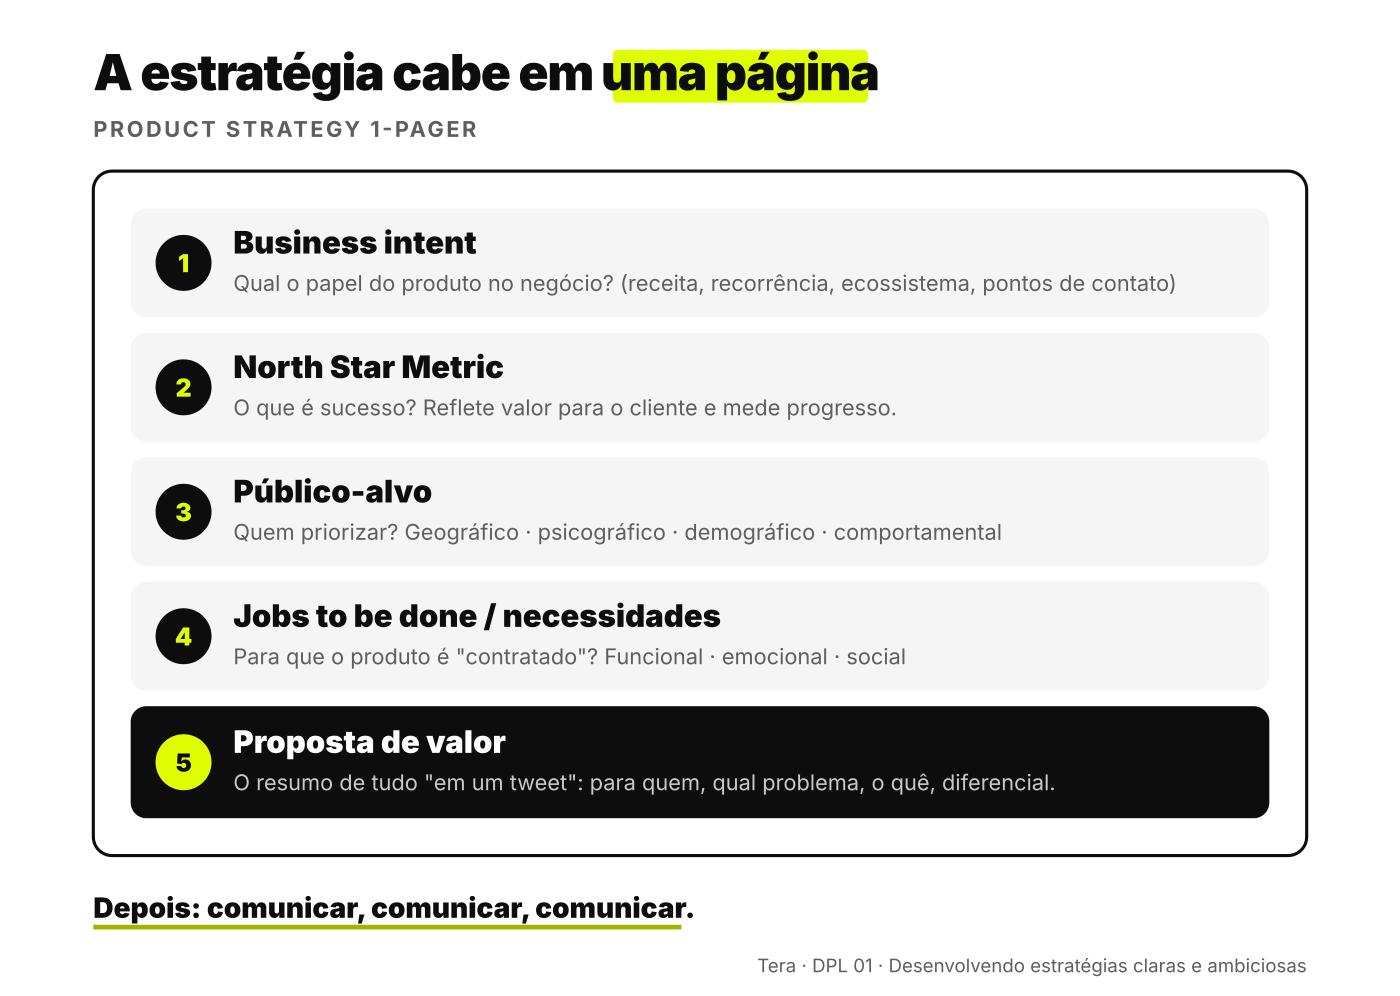 A estratégia cabe em uma página
PRODUCT STRATEGY 1-PAGER
1
Business intent
Qual o papel do produto no negócio? (receita, recorrência, ecossistema, pontos de contato)
2
North Star Metric
O que é sucesso? Reflete valor para o cliente e mede progresso.
3
Público-alvo
Quem priorizar? Geográfico · psicográfico · demográfico · comportamental
4
Jobs to be done / necessidades
Para que o produto é "contratado"? Funcional · emocional · social
5
Proposta de valor
O resumo de tudo "em um tweet": para quem, qual problema, o quê, diferencial.
Depois: comunicar, comunicar, comunicar.
Tera · DPL 01 · Desenvolvendo estratégias claras e ambiciosas